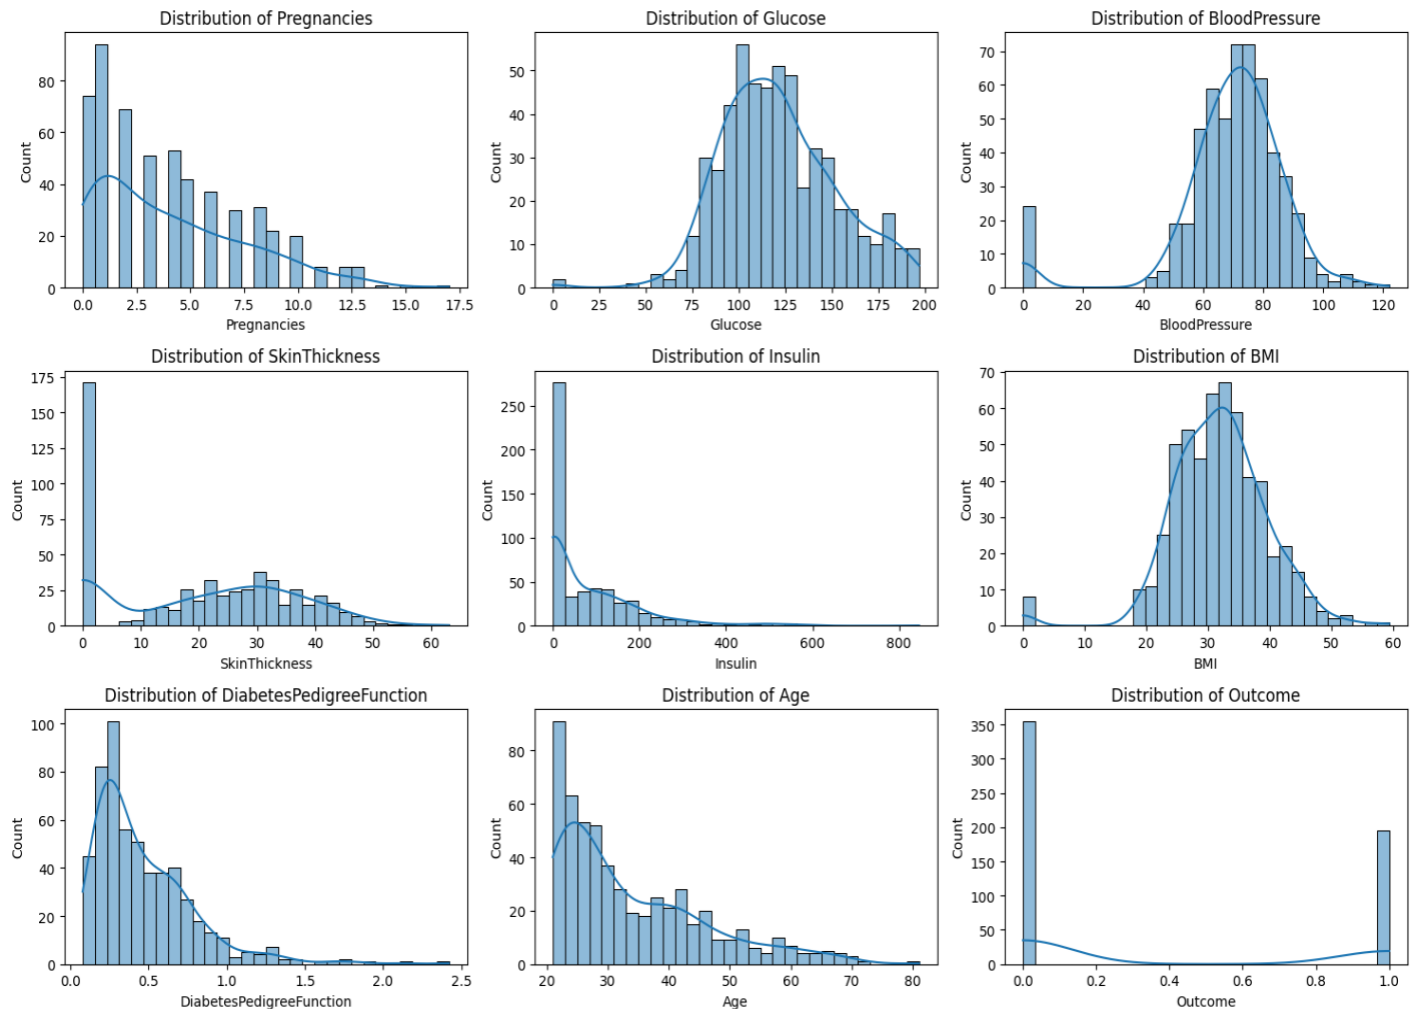 Distribution of Pregnancies
Count
80
60
40
20
0
0.0 2.5 5.0 7.5 10.0 12.5 15.0 17.5
Pregnancies
Distribution of Glucose
Count
50
40
30
20
10
0
0 25 50 75 100 125 150 175 200
Glucose
Distribution of BloodPressure
Count
70
60
50
40
30
20
10
0
0 20 40 60 80 100 120
BloodPressure
Distribution of SkinThickness
Count
175
150
125
100
75
50
25
0
0 10 20 30 40 50 60
SkinThickness
Distribution of Insulin
Count
250
200
150
100
50
0
0 200 400 600 800
Insulin
Distribution of BMI
Count
70
60
50
40
30
20
10
0
0 10 20 30 40 50 60
BMI
Distribution of DiabetesPedigreeFunction
Count
100
80
60
40
20
0
0.0 0.5 1.0 1.5 2.0 2.5
DiabetesPedigreeFunction
Distribution of Age
Count
80
60
40
20
0
20 30 40 50 60 70 80
Age
Distribution of Outcome
Count
350
300
250
200
150
100
50
0
0.0 0.2 0.4 0.6 0.8 1.0
Outcome